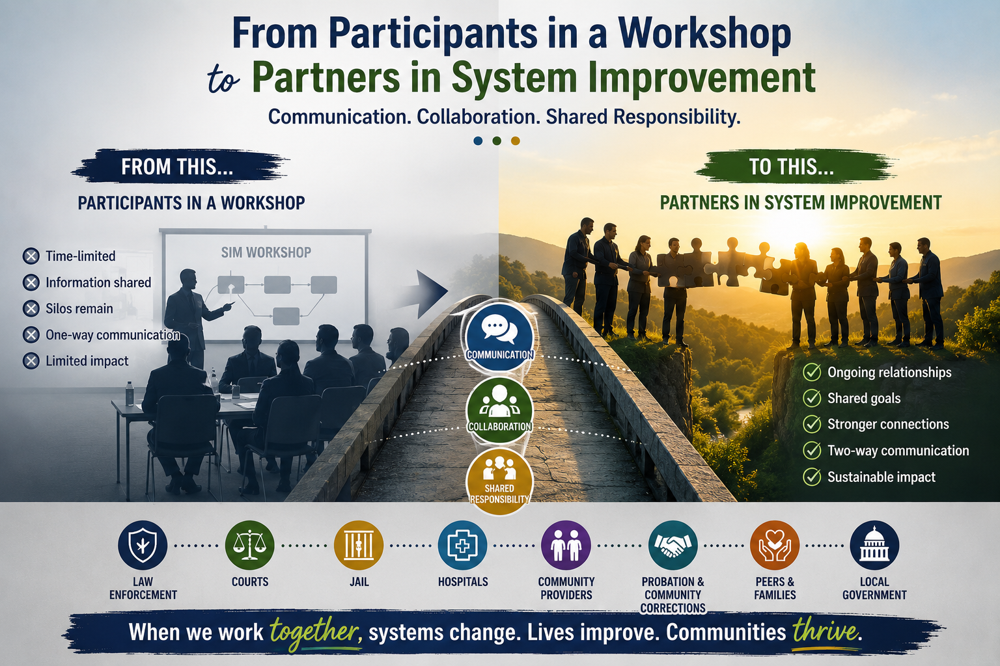 From Participants in a Workshop
to Partners in System Improvement
Communication. Collaboration. Shared Responsibility.
FROM THIS...
PARTICIPANTS IN A WORKSHOP
Time-limited
Information shared
Silos remain
One-way communication
Limited impact
SIM WORKSHOP
COMMUNICATION
COLLABORATION
SHARED
RESPONSIBILITY
TO THIS...
PARTNERS IN SYSTEM IMPROVEMENT
Ongoing relationships
Shared goals
Stronger connections
Two-way communication
Sustainable impact
LAW
ENFORCEMENT
COURTS
JAIL
HOSPITALS
COMMUNITY
PROVIDERS
PROBATION &
COMMUNITY
CORRECTIONS
PEERS &
FAMILIES
LOCAL
GOVERNMENT
When we work together, systems change. Lives improve. Communities thrive.